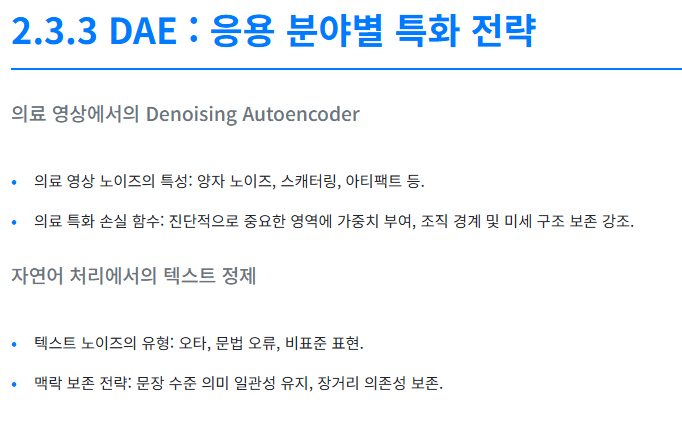 2.3.3 DAE : 응용 분야별 특화 전략
의료 영상에서의 Denoising Autoencoder
• 의료 영상 노이즈의 특성: 양자 노이즈, 스캐터링, 아티팩트 등.
• 의료 특화 손실 함수: 진단적으로 중요한 영역에 가중치 부여, 조직 경계 및 미세 구조 보존 강조.
자연어 처리에서의 텍스트 정제
• 텍스트 노이즈의 유형: 오타, 문법 오류, 비표준 표현.
• 맥락 보존 전략: 문장 수준 의미 일관성 유지, 장거리 의존성 보존.